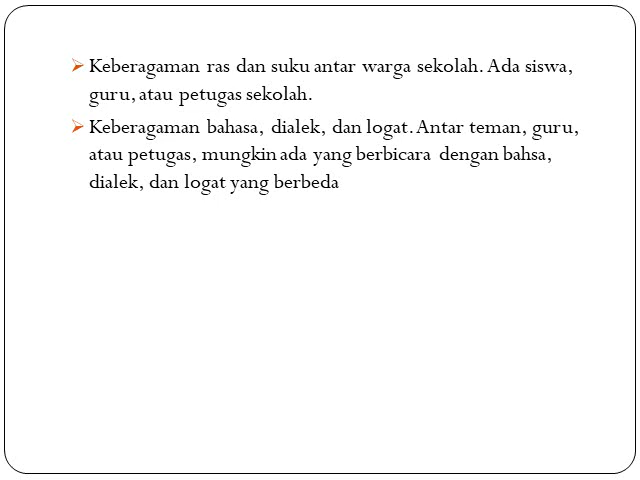 Keberagaman ras dan suku antar warga sekolah. Ada siswa,
guru, atau petugas sekolah.
Keberagaman bahasa, dialek, dan logat. Antar teman, guru,
atau petugas, mungkin ada yang berbicara dengan bahsa,
dialek, dan logat yang berbeda